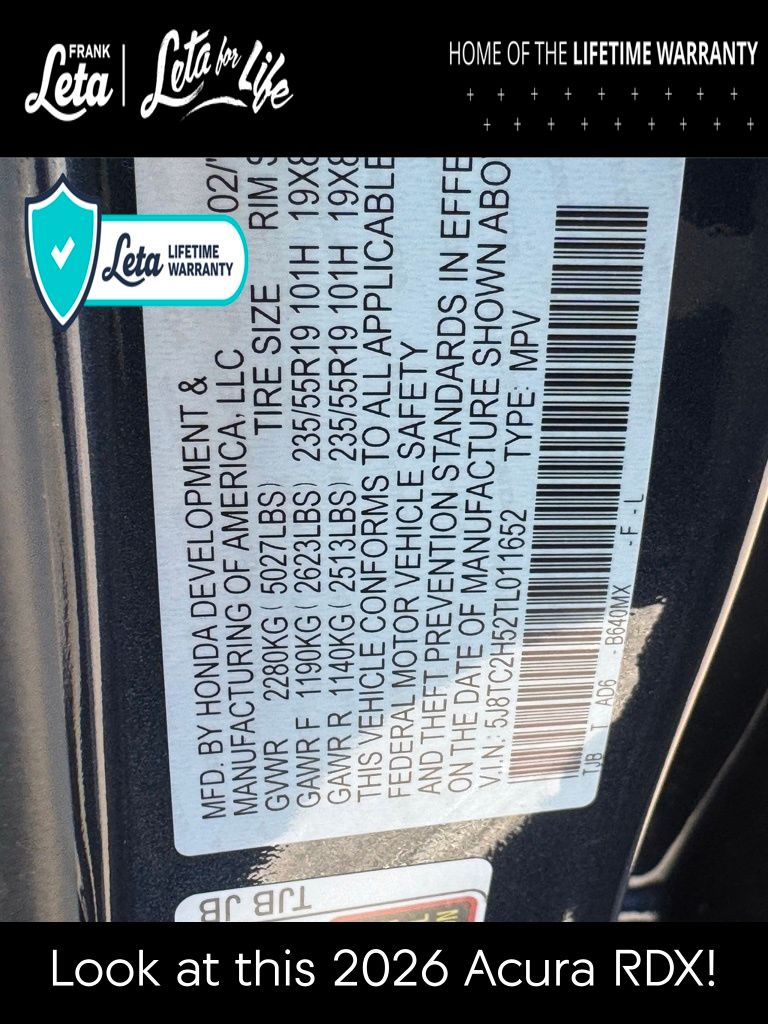 FRANK
Leta
Leta for Life
HOME OF THE LIFETIME WARRANTY
Leta LIFETIME
WARRANTY
02/
MFD. BY HONDA DEVELOPMENT &
MANUFACTURING OF AMERICA, LLC
GVWR 2280KG ( 5027LBS) TIRE SIZE RIM S
GAWR F 1190KG ( 2623LBS) 235/55R19 101H 19X8
GAWR R 1140KG ( 2513LBS) 235/55R19 101H 19X8
THIS VEHICLE CONFORMS TO ALL APPLICABLE
FEDERAL MOTOR VEHICLE SAFETY
AND THEFT PREVENTION STANDARDS IN EFFE
ON THE DATE OF MANUFACTURE SHOWN ABO
V.I.N.: 5J8TC2H52TL011652 TYPE: MPV
TJB AD6 - B640MX - F - L
TJB JB
JB
Look at this 2026 Acura RDX!